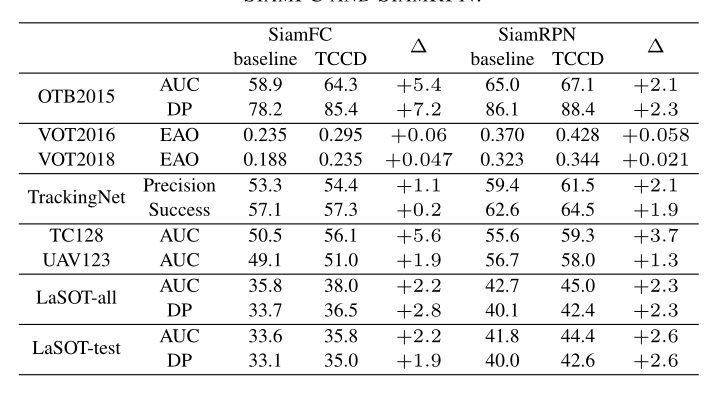 SIAMFC AND SIAMRPN.
SiamFC Δ SiamRPN Δ
baseline TCCD baseline TCCD
OTB2015 AUC 58.9 64.3 +5.4 65.0 67.1 +2.1
DP 78.2 85.4 +7.2 86.1 88.4 +2.3
VOT2016 EAO 0.235 0.295 +0.06 0.370 0.428 +0.058
VOT2018 EAO 0.188 0.235 +0.047 0.323 0.344 +0.021
TrackingNet Precision 53.3 54.4 +1.1 59.4 61.5 +2.1
Success 57.1 57.3 +0.2 62.6 64.5 +1.9
TC128 AUC 50.5 56.1 +5.6 55.6 59.3 +3.7
UAV123 AUC 49.1 51.0 +1.9 56.7 58.0 +1.3
LaSOT-all AUC 35.8 38.0 +2.2 42.7 45.0 +2.3
DP 33.7 36.5 +2.8 40.1 42.4 +2.3
LaSOT-test AUC 33.6 35.8 +2.2 41.8 44.4 +2.6
DP 33.1 35.0 +1.9 40.0 42.6 +2.6